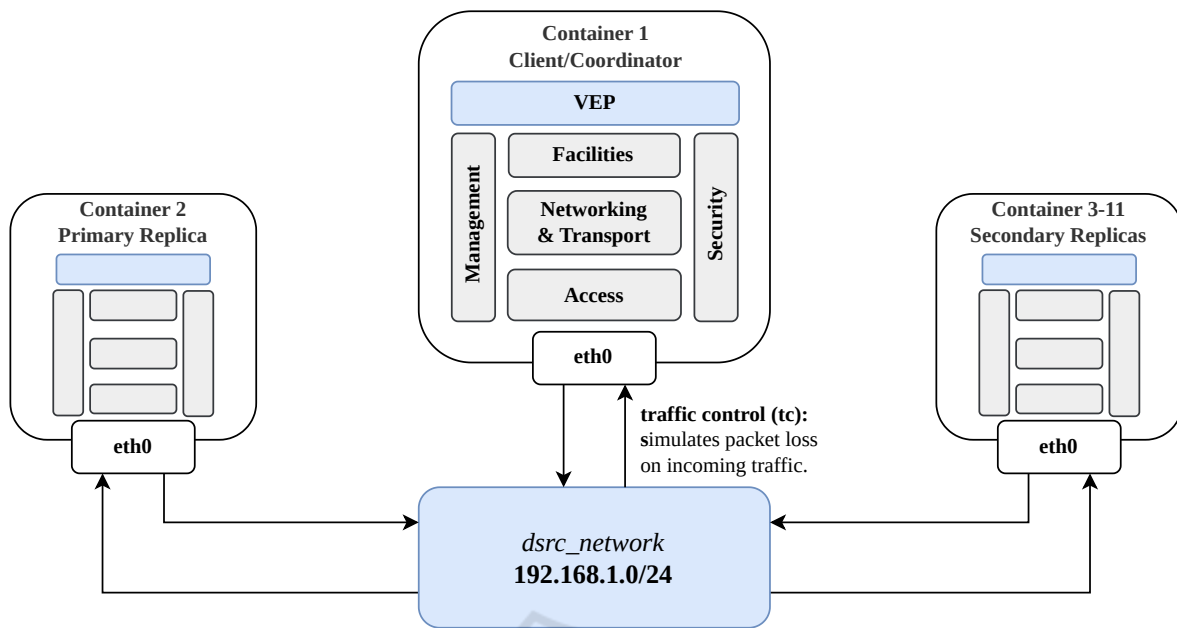 Container 1
Client/Coordinator
VEP
Management
Facilities
Networking
& Transport
Access
Security
eth0
Container 2
Primary Replica
eth0
Container 3-11
Secondary Replicas
eth0
traffic control (tc):
simulates packet loss
on incoming traffic.
dsrc_network
192.168.1.0/24